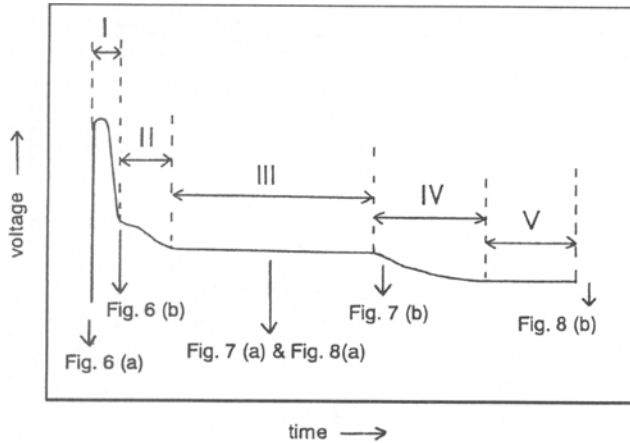 I
II
III
IV
V
voltage
Fig. 6 (b)
Fig. 7 (b)
Fig. 8 (b)
Fig. 6 (a)
Fig. 7 (a) & Fig. 8(a)
time